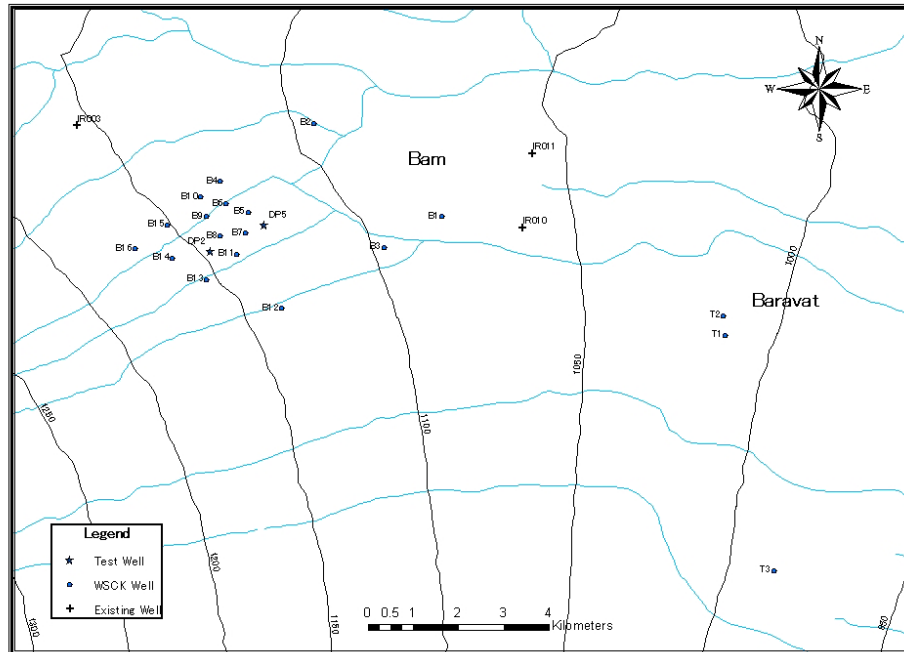 N
W E
S
IR003
B2
Bam
IR011
B4
B10
B6
B5
DP5
B9
B1
B15
B8
B7
IR010
DP2
B16
B3
B14
B11
B13
1000
Baravat
B12
T2
T1
1050
1250
1100
Legend
Test Well
WSCK Well
Existing Well
1200
T3
0 0.5 1 2 3 4
Kilometers
1300
1150
950